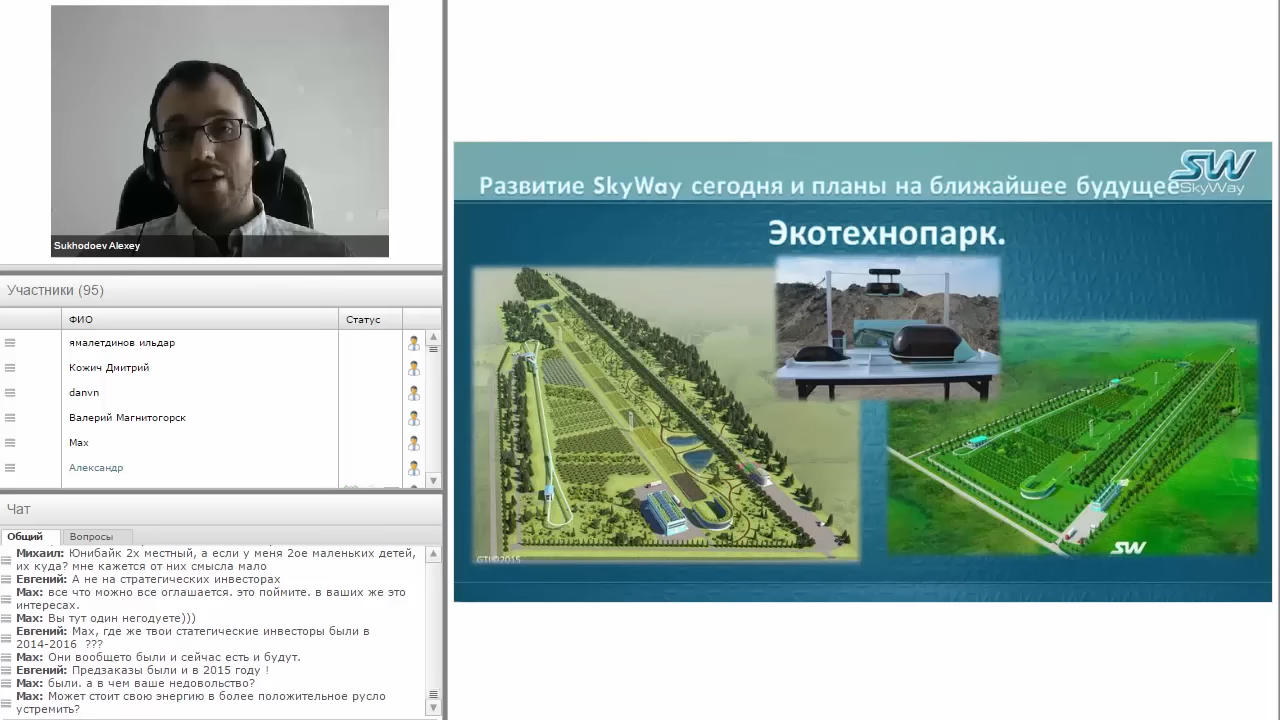 Sukhodoev Alexey
Участники (95)
ФИО
Статус
ямалетдинов ильдар
Кожич Дмитрий
danvn
Валерий Магнитогорск
Max
Александр
Чат
Общий
Вопросы
Михаил: Юнибайк 2х местный, а если у меня 2ое маленьких детей,
их куда? мне кажется от них смысла мало
Евгений: А не на стратегических инвесторах
Max: все что можно все оглашается. это поймите. в ваших же это
интересах.
Max: Вы тут один негодуете)))
Евгений: Max, где же твои статегические инвесторы были в
2014-2016 ???
Max: Они вообщето были и сейчас есть и будут.
Евгений: Предзаказы были и в 2015 году !
Max: были. а в чем ваше недовольство?
Max: Может стоит свою энергию в более положительное русло
устремить?
SW
SkyWay
Развитие SkyWay сегодня и планы на ближайшее будущее
Экотехнопарк.
GTI©2015
SW